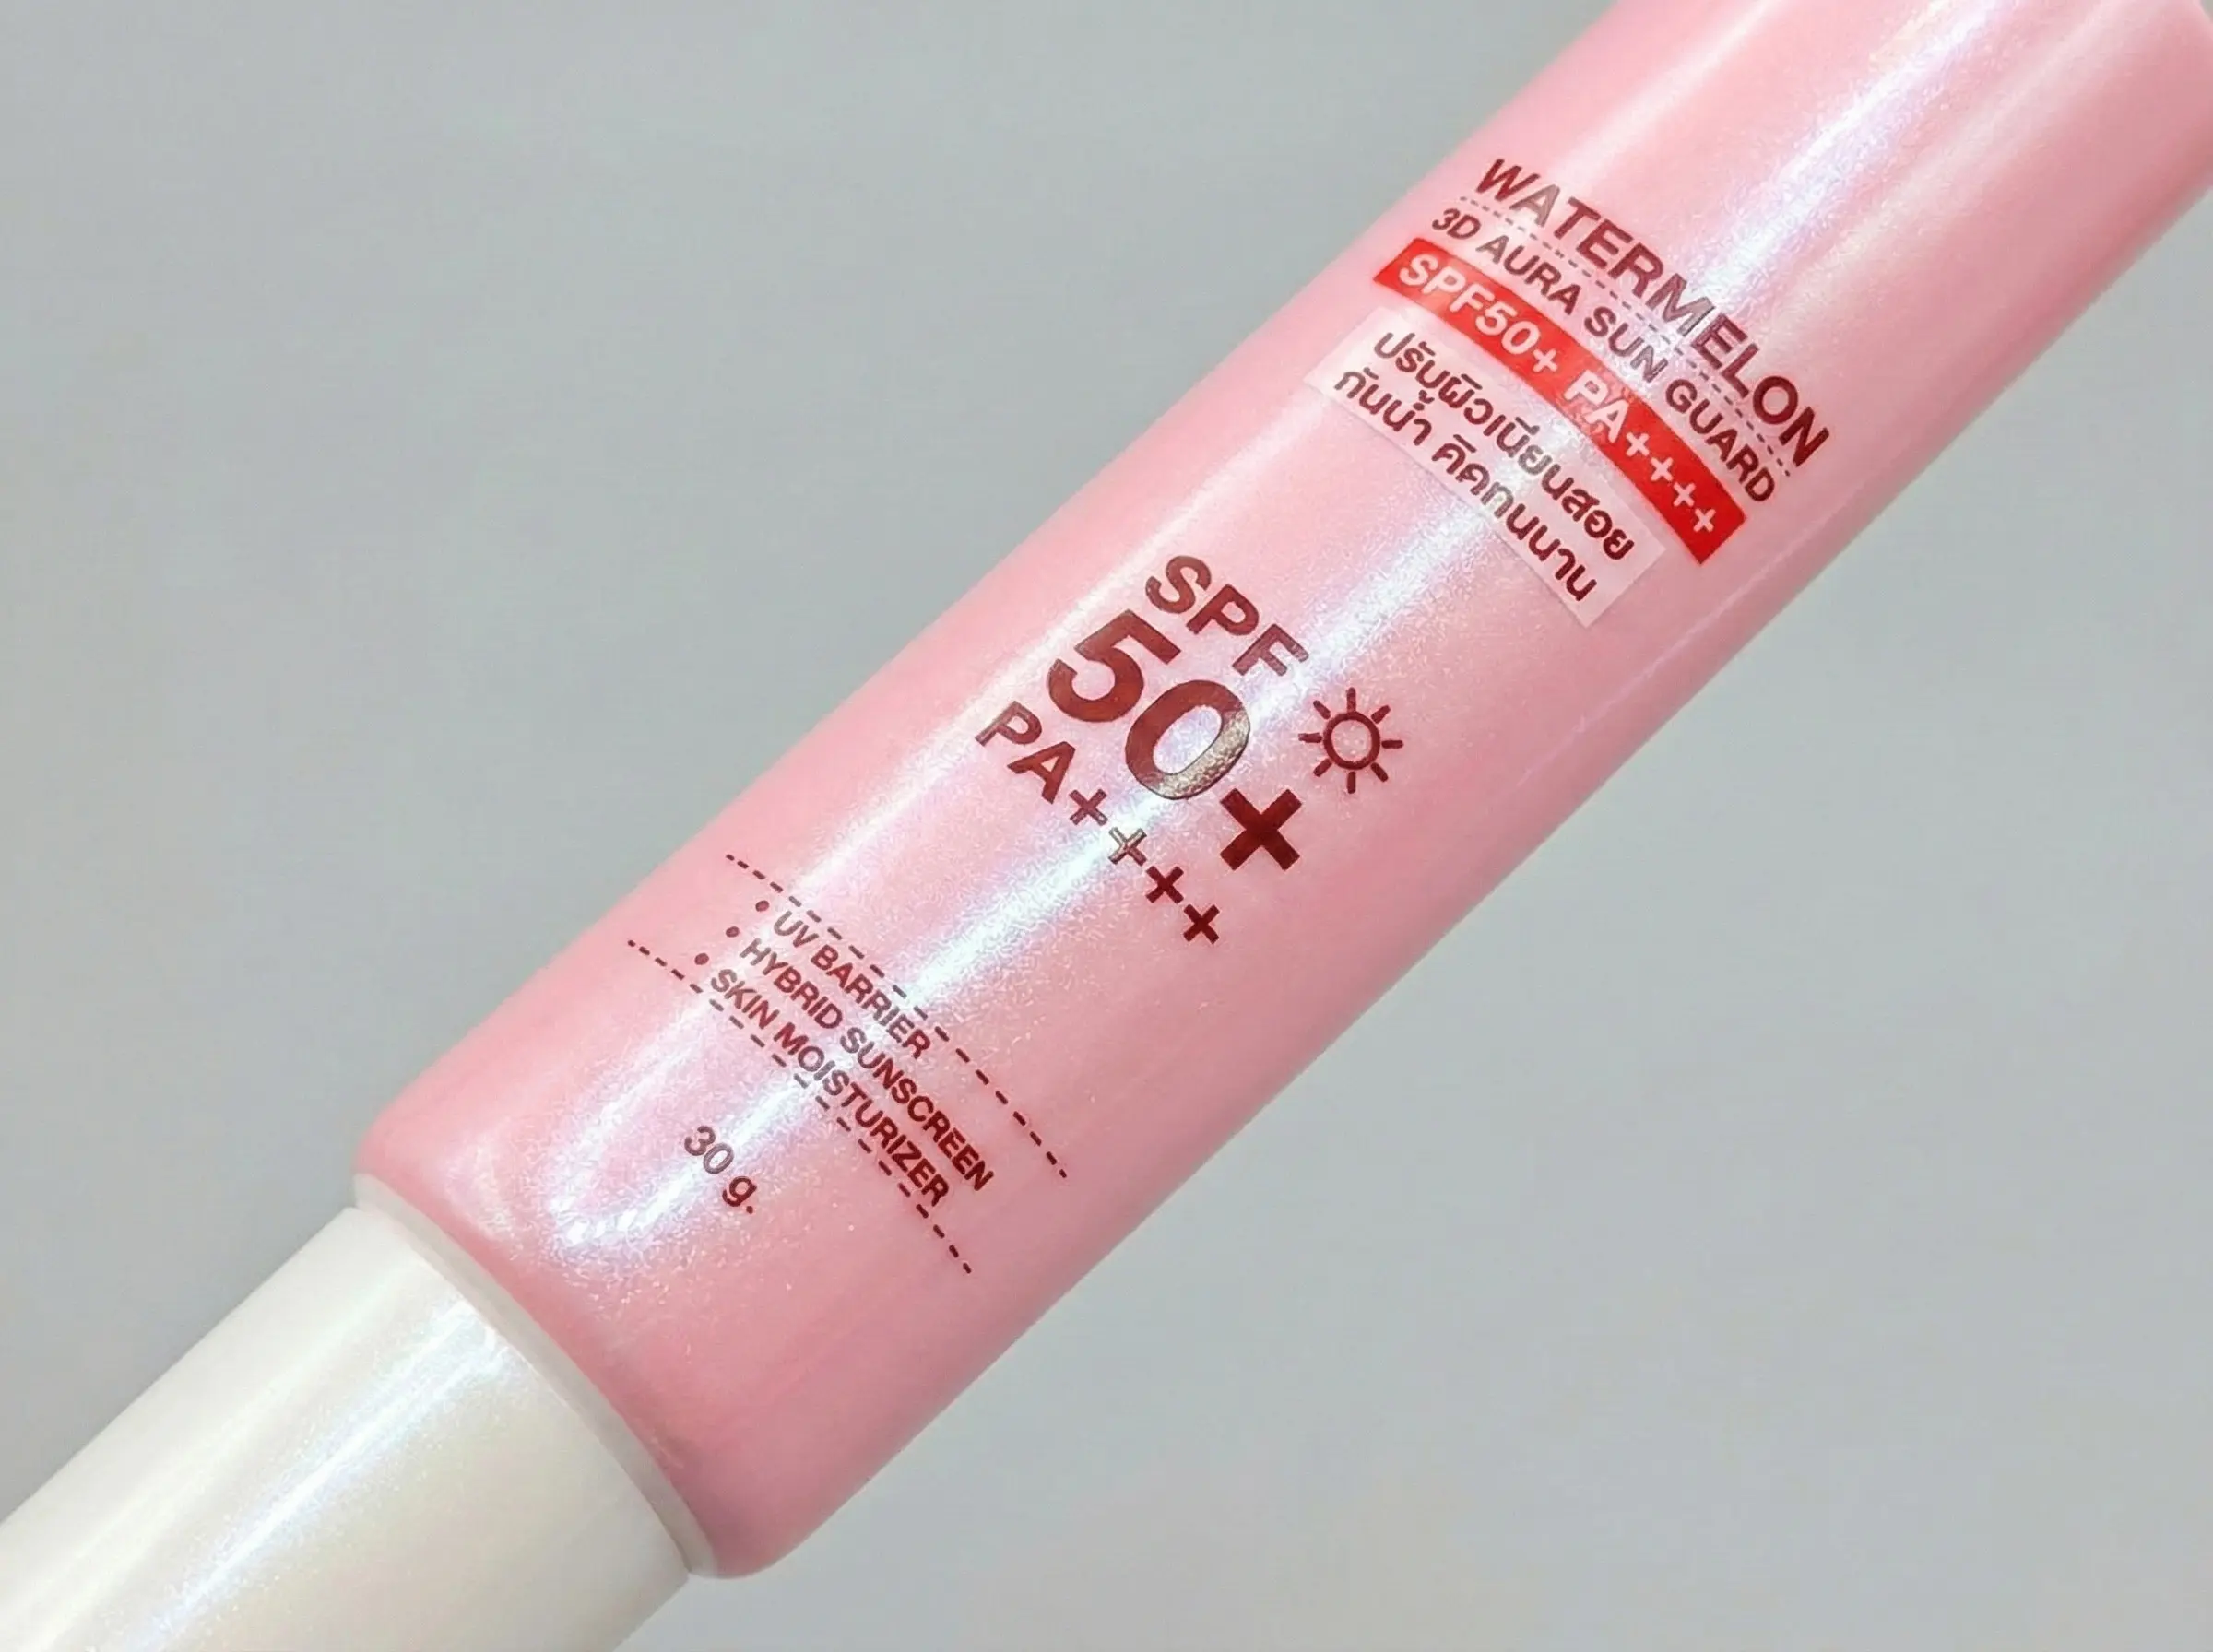 WATERMELON
3D AURA SUN GUARD
SPF50+ PA++++
ปรับผิวเนียนสอย
กันน้ำ คิดทนนาน
SPF
50+
PA++++
• UV BARRIER
• HYBRID SUNSCREEN
• SKIN MOISTURIZER
30 g.